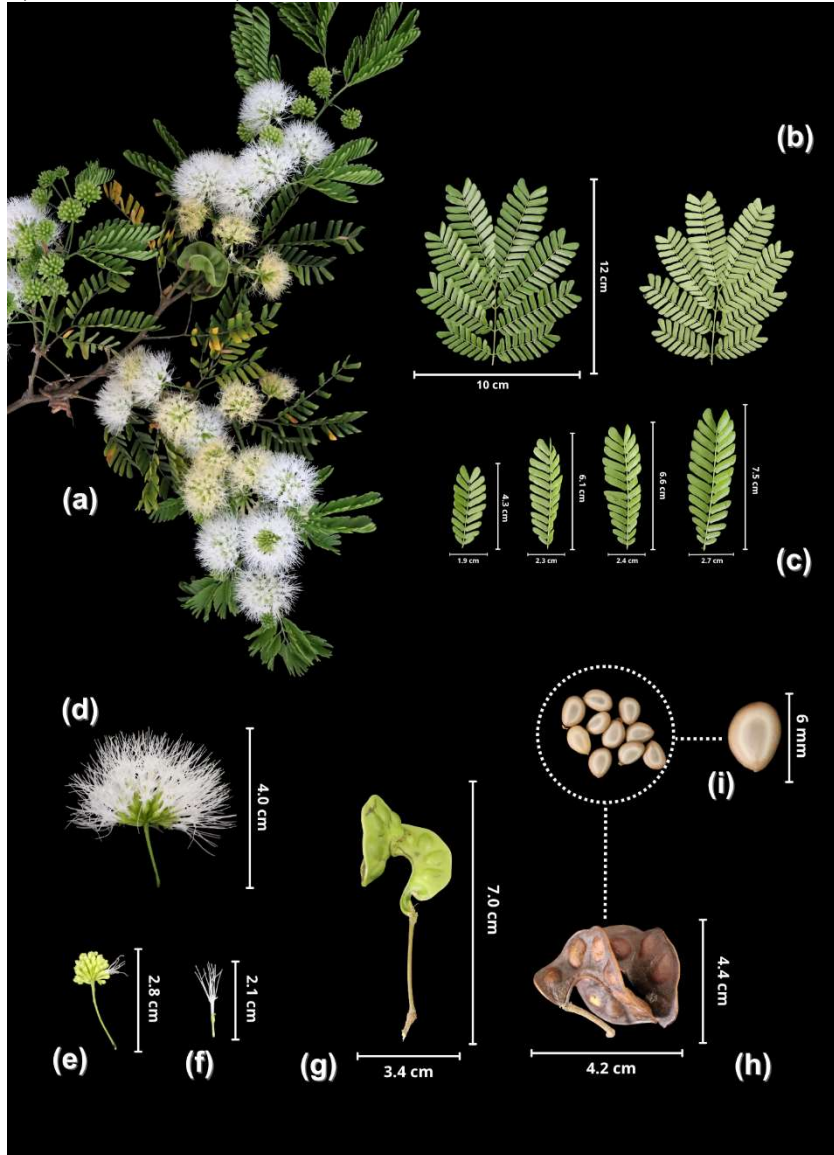 (b)
12 cm
10 cm
(a)
4.3 cm
6.1 cm
6.6 cm
7.5 cm
1.9 cm
2.3 cm
2.4 cm
2.7 cm
(c)
(d)
4.0 cm
6 mm
(i)
7.0 cm
2.8 cm
2.1 cm
4.4 cm
(e)
(f)
(g)
3.4 cm
4.2 cm
(h)